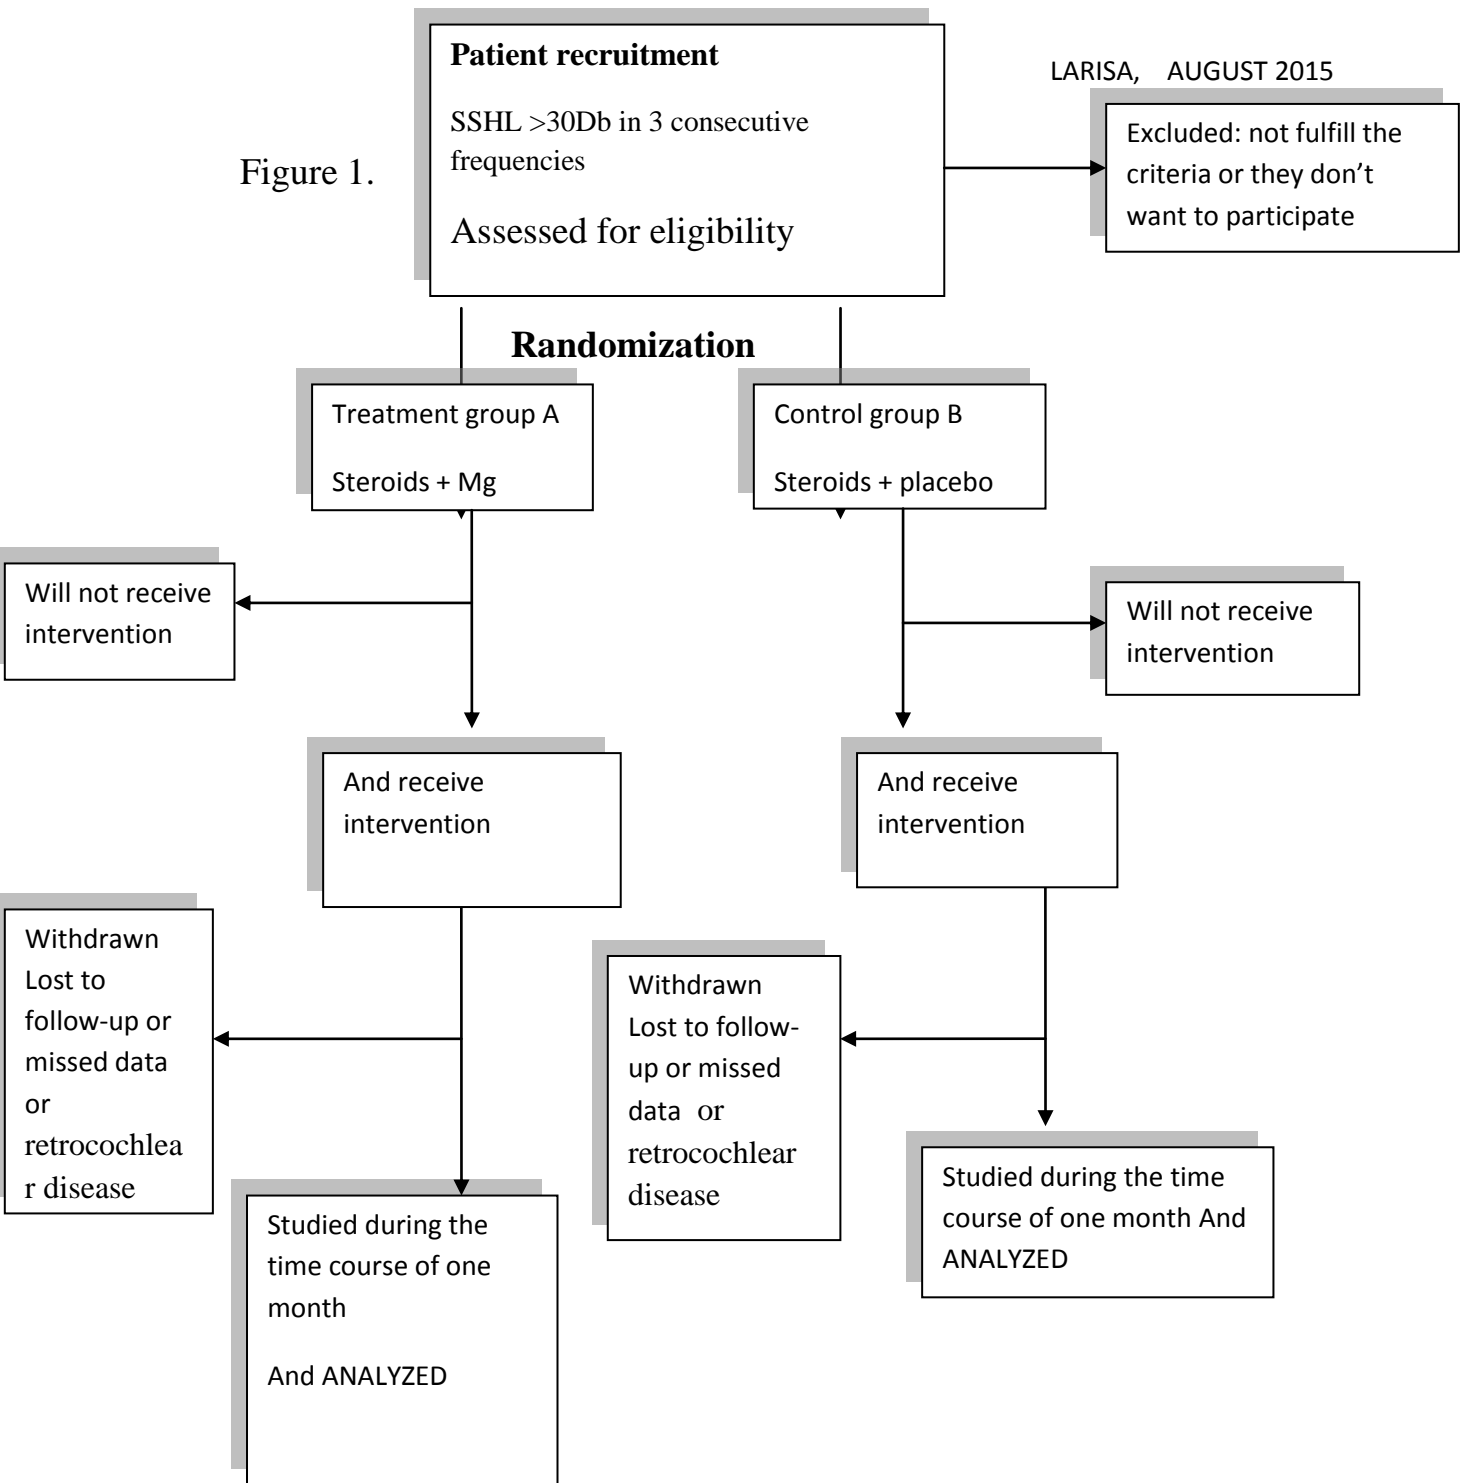 Patient recruitment
SSHL >30Db in 3 consecutive
frequencies
Assessed for eligibility
LARISA, AUGUST 2015
Excluded: not fulfill the
criteria or they don’t
want to participate
Figure 1.
Randomization
Treatment group A
Steroids + Mg
Control group B
Steroids + placebo
Will not receive
intervention
Will not receive
intervention
And receive
intervention
And receive
intervention
Withdrawn
Lost to
follow-up or
missed data
or
retrocochlea
r disease
Withdrawn
Lost to follow-
up or missed
data or
retrocochlear
disease
Studied during the
time course of one
month
And ANALYZED
Studied during the time
course of one month And
ANALYZED